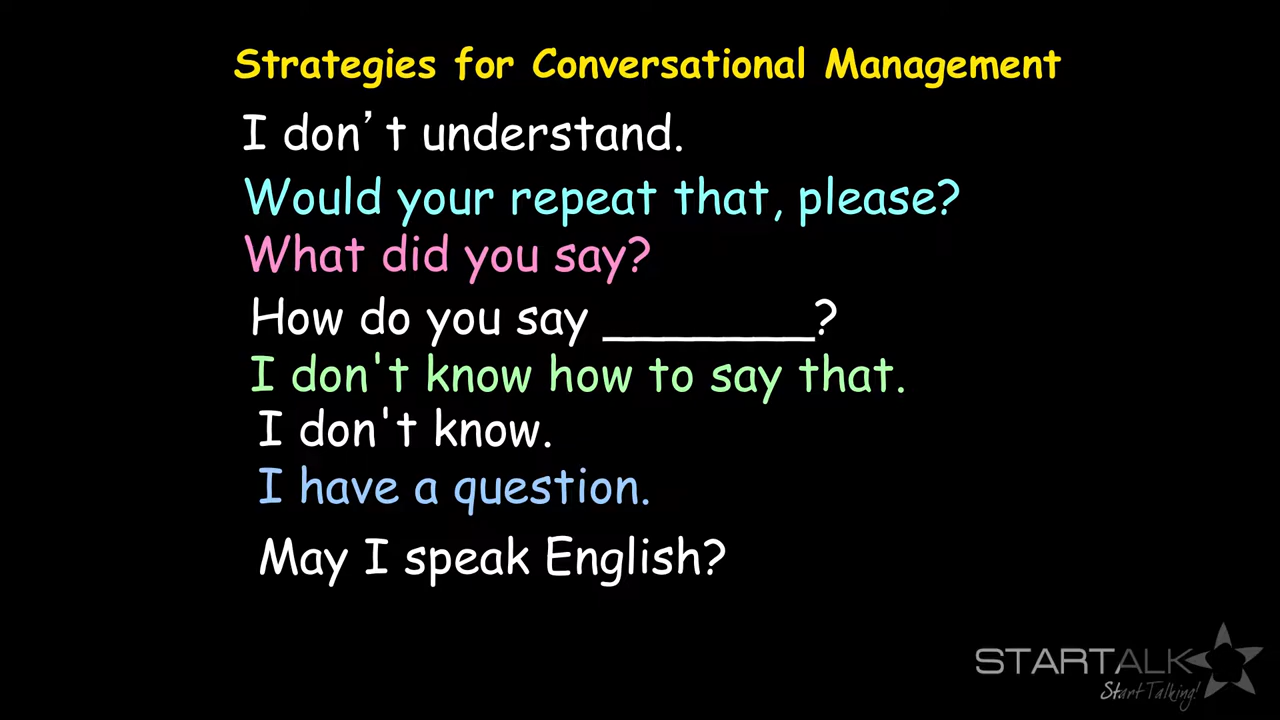 Strategies for Conversational Management
I don’t understand.
Would your repeat that, please?
What did you say?
How do you say ________?
I don't know how to say that.
I don't know.
I have a question.
May I speak English?
STARTALK
Start Talking!